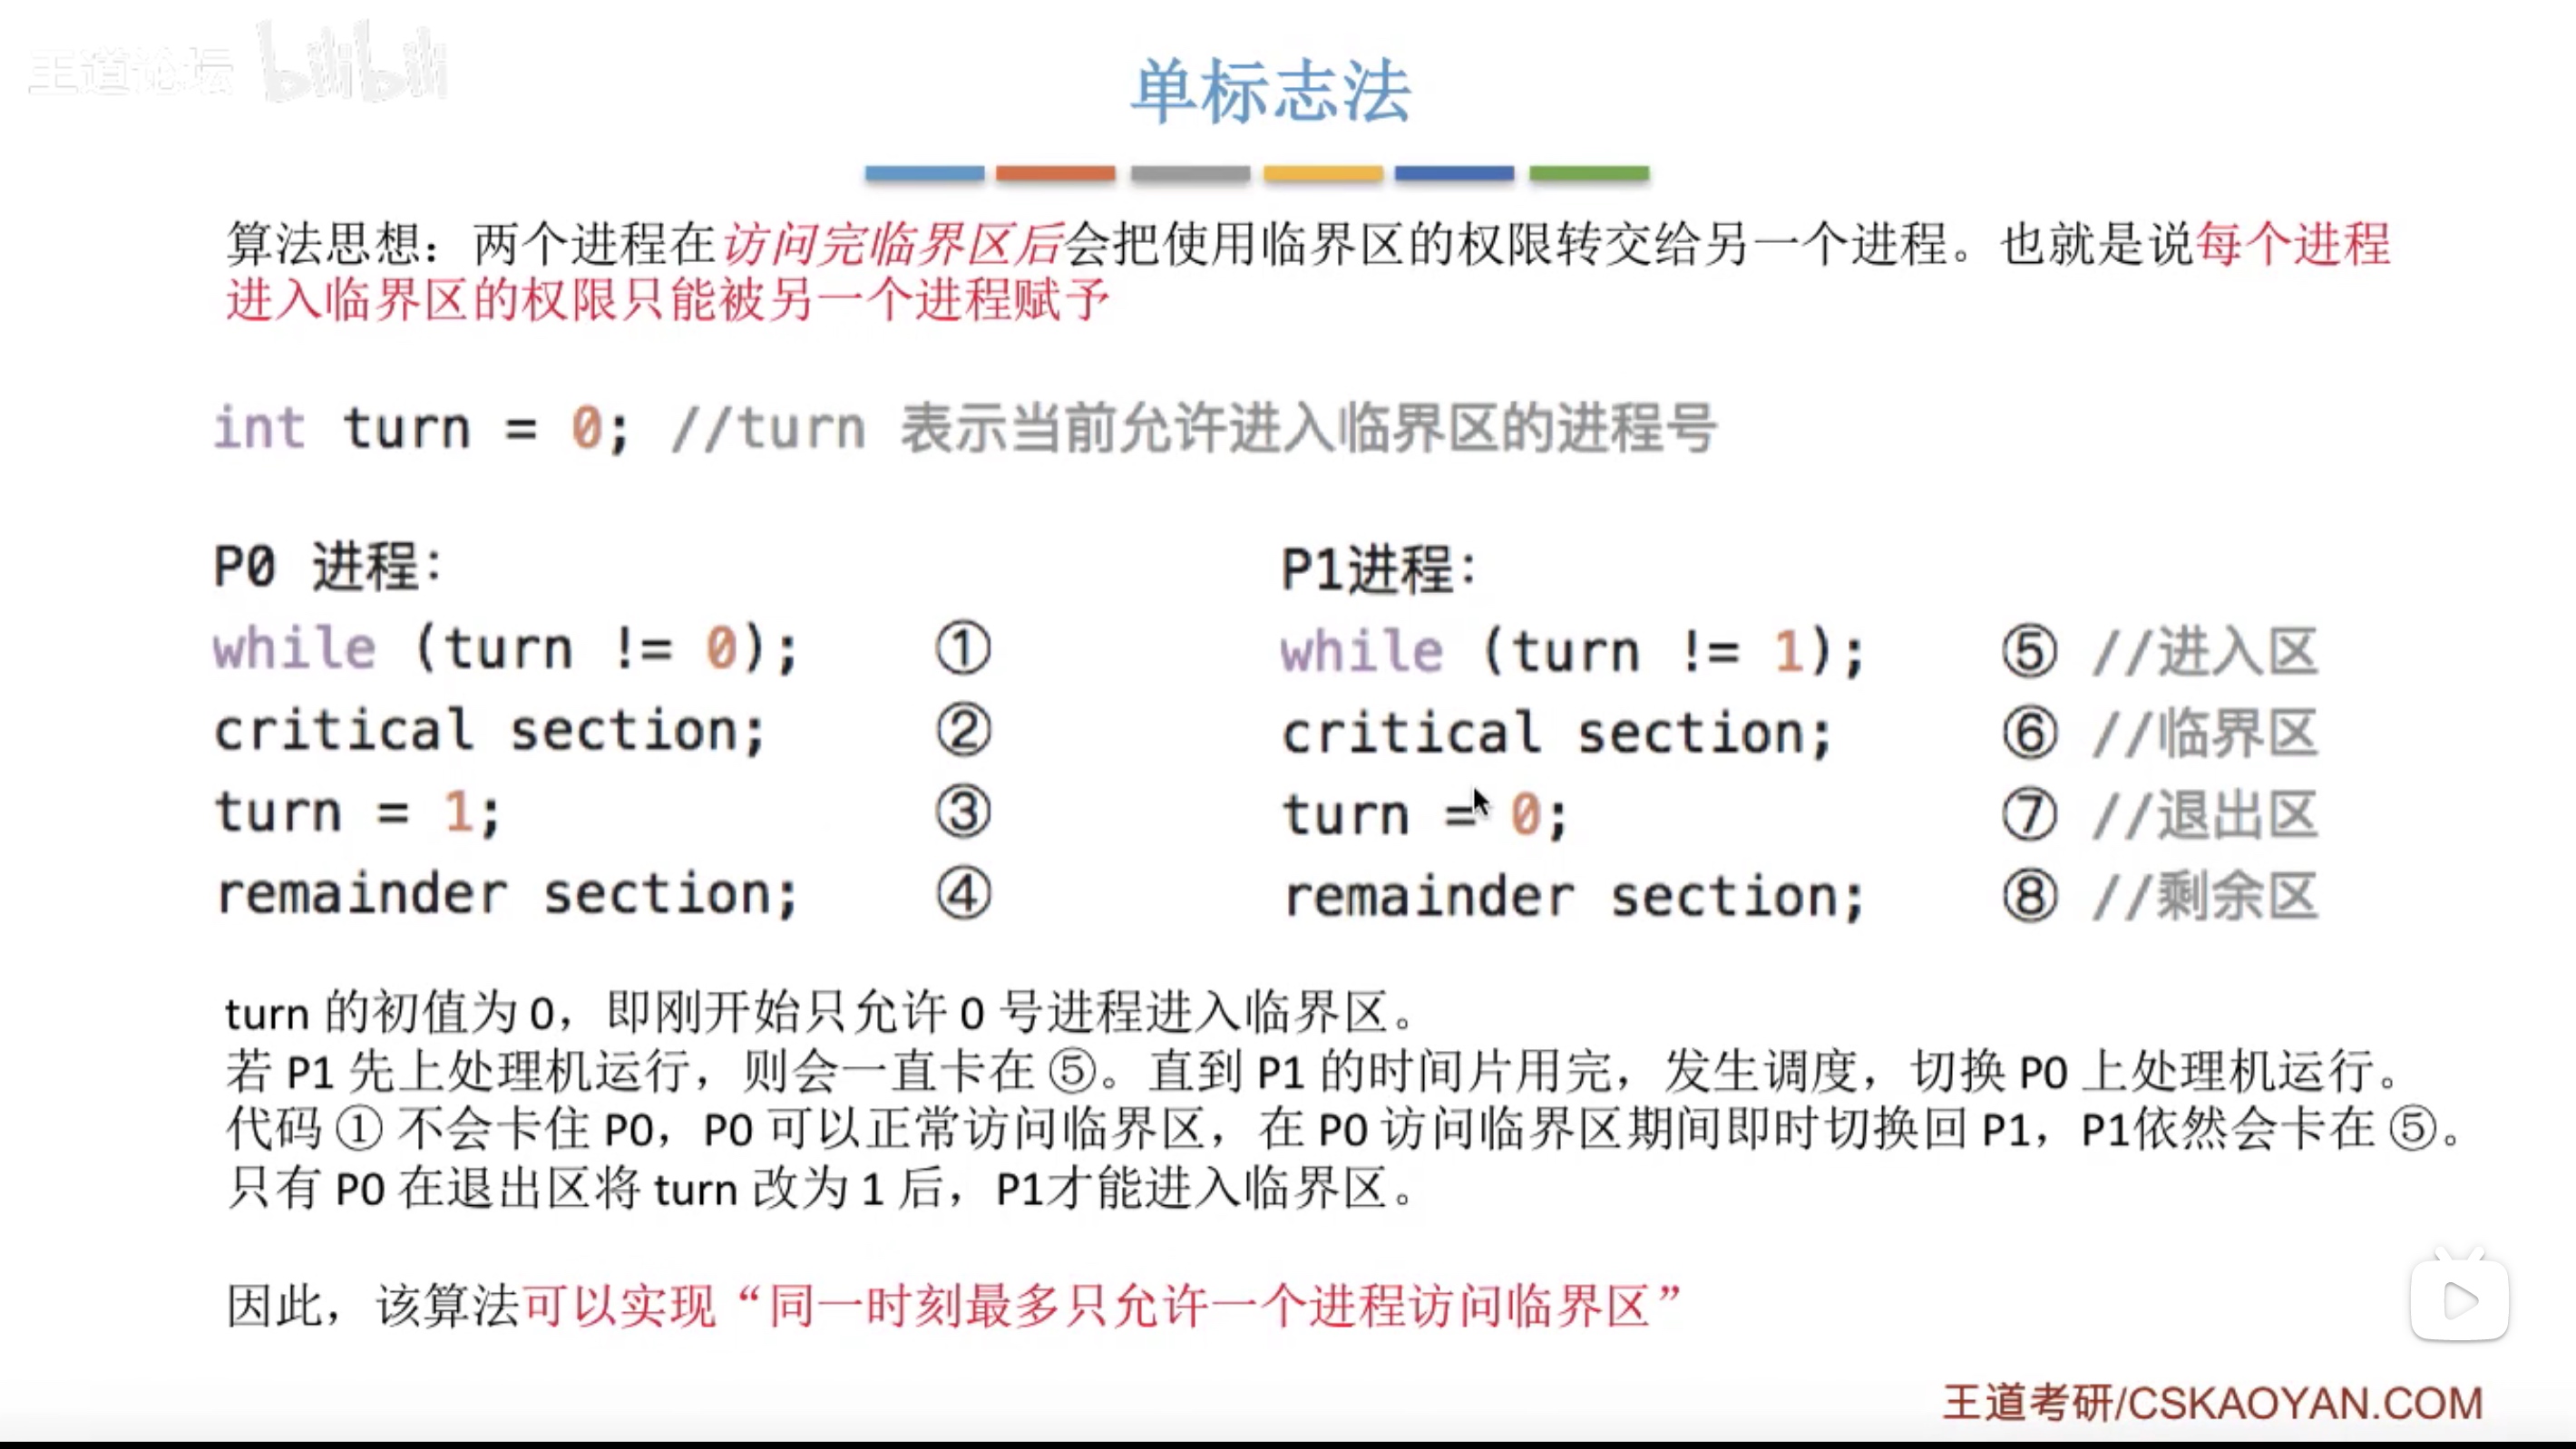 王道论坛 bilibili
单标志法
算法思想：两个进程在访问完临界区后会把使用临界区的权限转交给另一个进程。也就是说每个进程
进入临界区的权限只能被另一个进程赋予
int turn = 0; //turn 表示当前允许进入临界区的进程号
P0 进程：
while (turn != 0); ①
critical section; ②
turn = 1; ③
remainder section; ④
P1进程：
while (turn != 1); ⑤ //进入区
critical section; ⑥ //临界区
turn = 0; ⑦ //退出区
remainder section; ⑧ //剩余区
turn 的初值为 0，即刚开始只允许 0 号进程进入临界区。
若 P1 先上处理机运行，则会一直卡在 ⑤。直到 P1 的时间片用完，发生调度，切换 P0 上处理机运行。
代码 ① 不会卡住 P0，P0 可以正常访问临界区，在 P0 访问临界区期间即时切换回 P1，P1依然会卡在 ⑤。
只有 P0 在退出区将 turn 改为 1 后，P1才能进入临界区。
因此，该算法可以实现“同一时刻最多只允许一个进程访问临界区”
王道考研/CSKAOYAN.COM